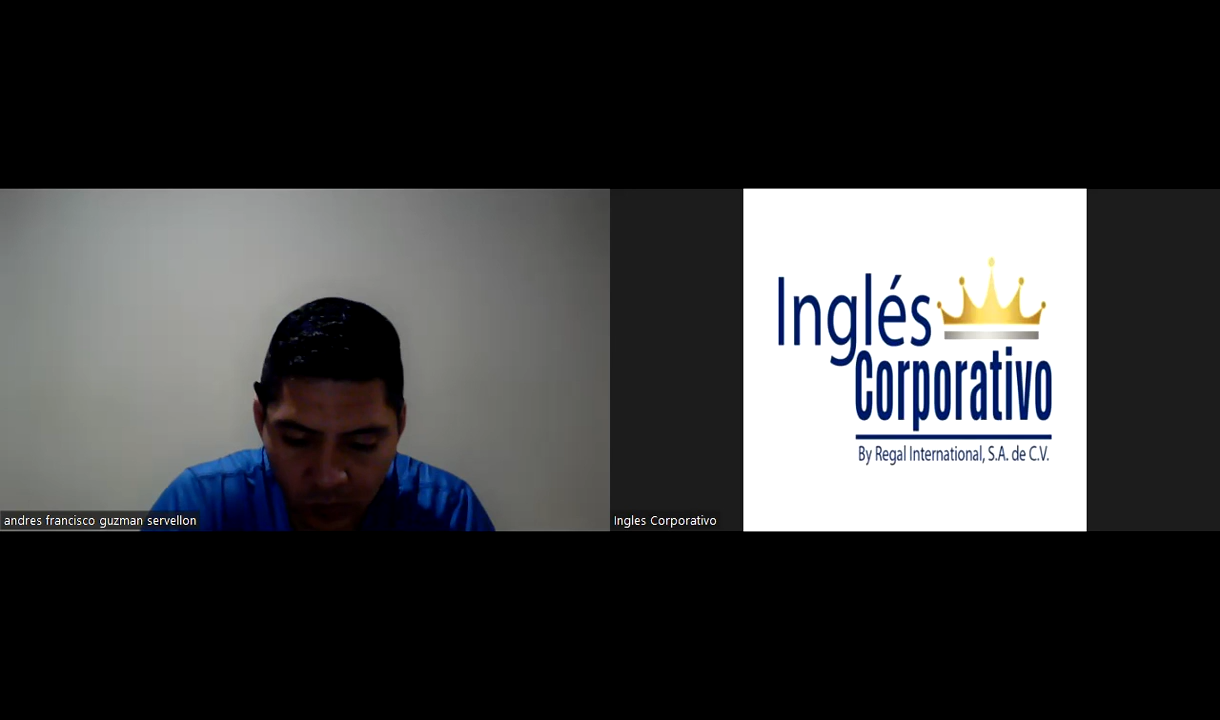 Inglés
Corporativo
By Regal International, S.A. de C.V.
andres francisco guzman servellon
Ingles Corporativo